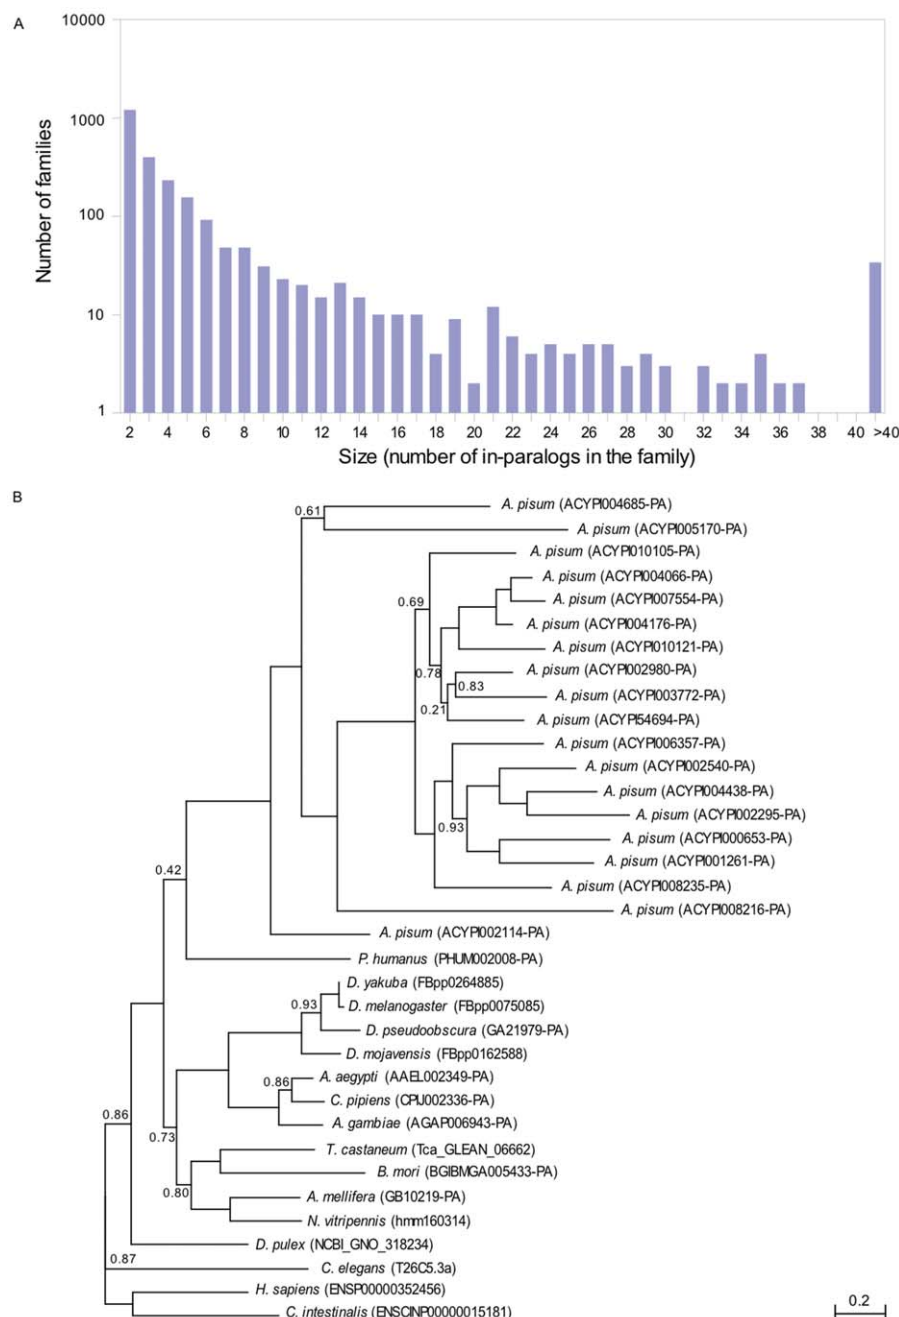 A
10000
1000
100
10
1
Number of families
2 4 6 8 10 12 14 16 18 20 22 24 26 28 30 32 34 36 38 40 >40
Size (number of in-paralogs in the family)
B
0.61
A. pisum (ACYPI004685-PA)
A. pisum (ACYPI005170-PA)
A. pisum (ACYPI010105-PA)
A. pisum (ACYPI004066-PA)
0.69
A. pisum (ACYPI007554-PA)
A. pisum (ACYPI004176-PA)
A. pisum (ACYPI010121-PA)
0.78
A. pisum (ACYPI002980-PA)
0.83
A. pisum (ACYPI003772-PA)
0.21
A. pisum (ACYPI54694-PA)
A. pisum (ACYPI006357-PA)
A. pisum (ACYPI002540-PA)
A. pisum (ACYPI004438-PA)
A. pisum (ACYPI002295-PA)
0.93
A. pisum (ACYPI000653-PA)
A. pisum (ACYPI001261-PA)
0.42
A. pisum (ACYPI008235-PA)
A. pisum (ACYPI008216-PA)
A. pisum (ACYPI002114-PA)
P. humanus (PHUM002008-PA)
D. yakuba (FBpp0264885)
0.93
D. melanogaster (FBpp0075085)
D. pseudoobscura (GA21979-PA)
D. mojavensis (FBpp0162588)
0.86
A. aegypti (AAEL002349-PA)
C. pipiens (CPIJ002336-PA)
0.86
A. gambiae (AGAP006943-PA)
0.73
T. castaneum (Tca_GLEAN_06662)
B. mori (BGIBMGA005433-PA)
0.80
A. mellifera (GB10219-PA)
N. vitripennis (hmm160314)
D. pulex (NCBI_GNO_318234)
0.87
C. elegans (T26C5.3a)
H. sapiens (ENSP00000352456)
C. intestinalis (ENSCINP00000015181)
0.2